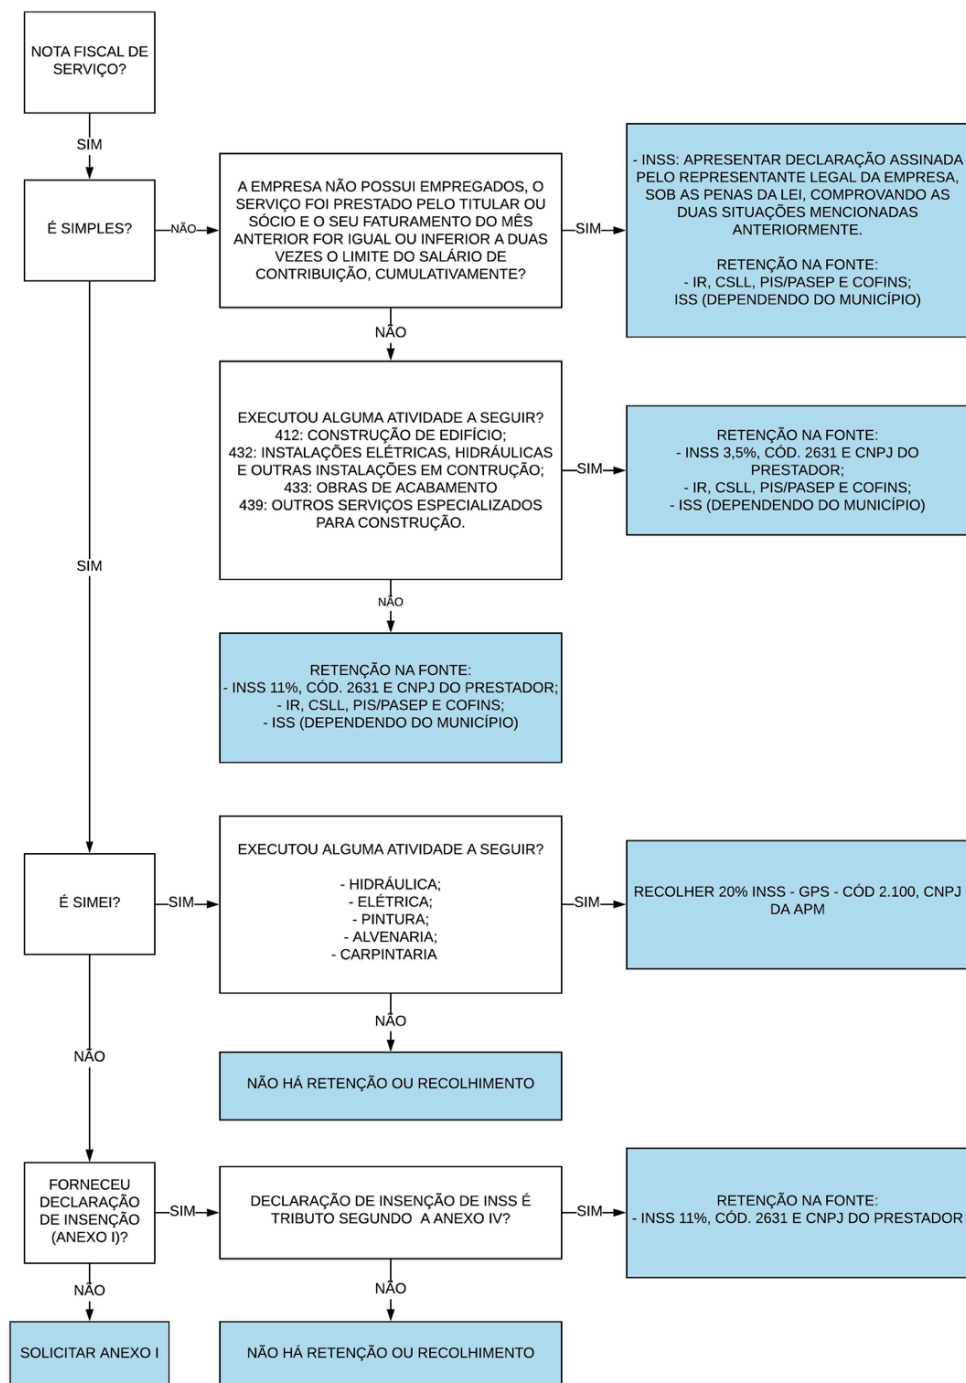 NOTA FISCAL DE
SERVIÇO?
SIM
É SIMPLES?
NÃO
A EMPRESA NÃO POSSUI EMPREGADOS, O
SERVIÇO FOI PRESTADO PELO TITULAR OU
SÓCIO E O SEU FATURAMENTO DO MÊS
ANTERIOR FOR IGUAL OU INFERIOR A DUAS
VEZES O LIMITE DO SALÁRIO DE
CONTRIBUIÇÃO, CUMULATIVAMENTE?
SIM
- INSS: APRESENTAR DECLARAÇÃO ASSINADA
PELO REPRESENTANTE LEGAL DA EMPRESA,
SOB AS PENAS DA LEI, COMPROVANDO AS
DUAS SITUAÇÕES MENCIONADAS
ANTERIORMENTE.
RETENÇÃO NA FONTE:
- IR, CSLL, PIS/PASEP E COFINS;
ISS (DEPENDENDO DO MUNICÍPIO)
NÃO
EXECUTOU ALGUMA ATIVIDADE A SEGUIR?
412: CONSTRUÇÃO DE EDIFÍCIO;
432: INSTALAÇÕES ELÉTRICAS, HIDRÁULICAS
E OUTRAS INSTALAÇÕES EM CONTRUÇÃO;
433: OBRAS DE ACABAMENTO
439: OUTROS SERVIÇOS ESPECIALIZADOS
PARA CONSTRUÇÃO.
SIM
RETENÇÃO NA FONTE:
- INSS 3,5%, CÓD. 2631 E CNPJ DO
PRESTADOR;
- IR, CSLL, PIS/PASEP E COFINS;
- ISS (DEPENDENDO DO MUNICÍPIO)
NÃO
RETENÇÃO NA FONTE:
- INSS 11%, CÓD. 2631 E CNPJ DO PRESTADOR;
- IR, CSLL, PIS/PASEP E COFINS;
- ISS (DEPENDENDO DO MUNICÍPIO)
SIM
É SIMEI?
SIM
EXECUTOU ALGUMA ATIVIDADE A SEGUIR?
- HIDRÁULICA;
- ELÉTRICA;
- PINTURA;
- ALVENARIA;
- CARPINTARIA
SIM
RECOLHER 20% INSS - GPS - CÓD 2.100, CNPJ
DA APM
NÃO
NÃO HÁ RETENÇÃO OU RECOLHIMENTO
NÃO
FORNECEU
DECLARAÇÃO
DE INSENÇÃO
(ANEXO I)?
SIM
DECLARAÇÃO DE INSENÇÃO DE INSS É
TRIBUTO SEGUNDO A ANEXO IV?
SIM
RETENÇÃO NA FONTE:
- INSS 11%, CÓD. 2631 E CNPJ DO PRESTADOR
NÃO
SOLICITAR ANEXO I
NÃO
NÃO HÁ RETENÇÃO OU RECOLHIMENTO